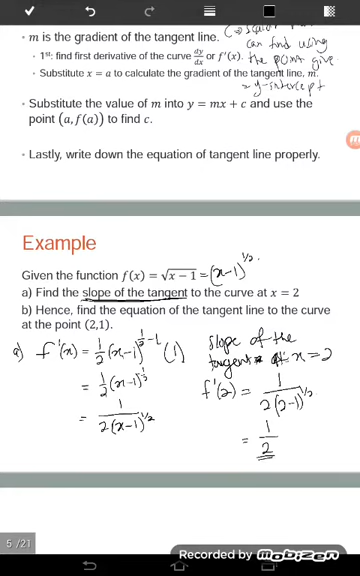 • m is the gradient of the tangent line.
can find using
• 1st: find first derivative of the curve dy/dx or f'(x).
the point give
• Substitute x = a to calculate the gradient of the tangent line, m.
= y-intercept
• Substitute the value of m into y = mx + c and use the
point (a, f(a)) to find c.
• Lastly, write down the equation of tangent line properly.
Example
Given the function f(x) = √x − 1 = (x-1)^1/2.
a) Find the slope of the tangent to the curve at x = 2
b) Hence, find the equation of the tangent line to the curve
at the point (2,1).
a) f'(x) = 1/2 (x-1)^1/2 - 1 (1)
= 1/2 (x-1)
= 1 / 2(x-1)^1/2
slope of the
tangent at x = 2
f'(2) = 1 / 2(2-1)^1/2
= 1/2
5 /21
Recorded by Mobizen